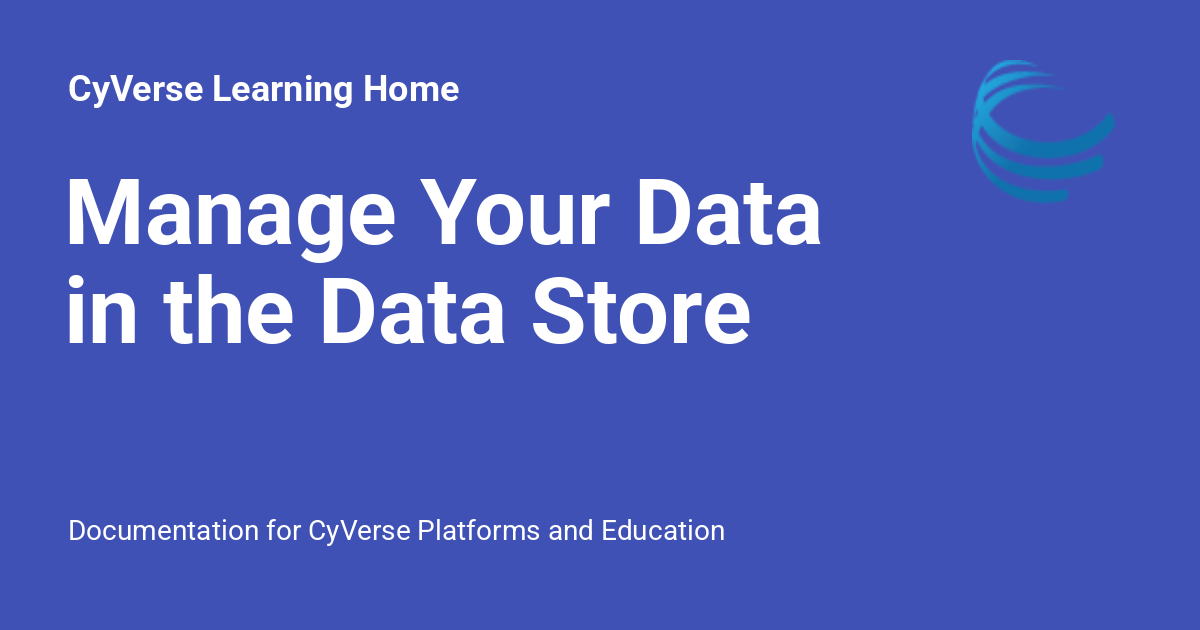 CyVerse Learning Home
Manage Your Data
in the Data Store
Documentation for CyVerse Platforms and Education